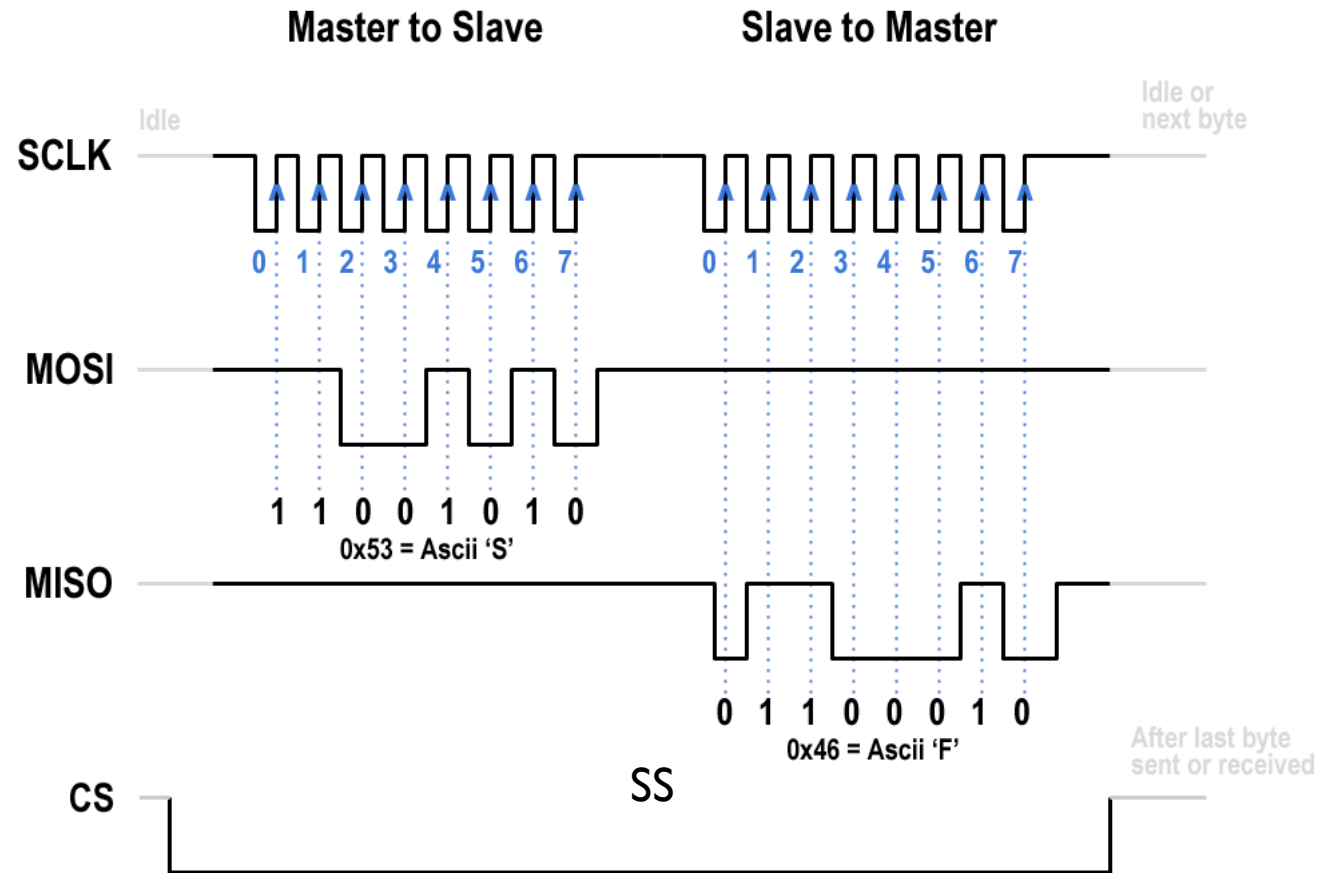 Master to Slave
Slave to Master
Idle
Idle or
next byte
SCLK
0 1 2 3 4 5 6 7
0 1 2 3 4 5 6 7
MOSI
1 1 0 0 1 0 1 0
0x53 = Ascii ‘S’
MISO
0 1 1 0 0 0 1 0
0x46 = Ascii ‘F’
After last byte
sent or received
SS
CS